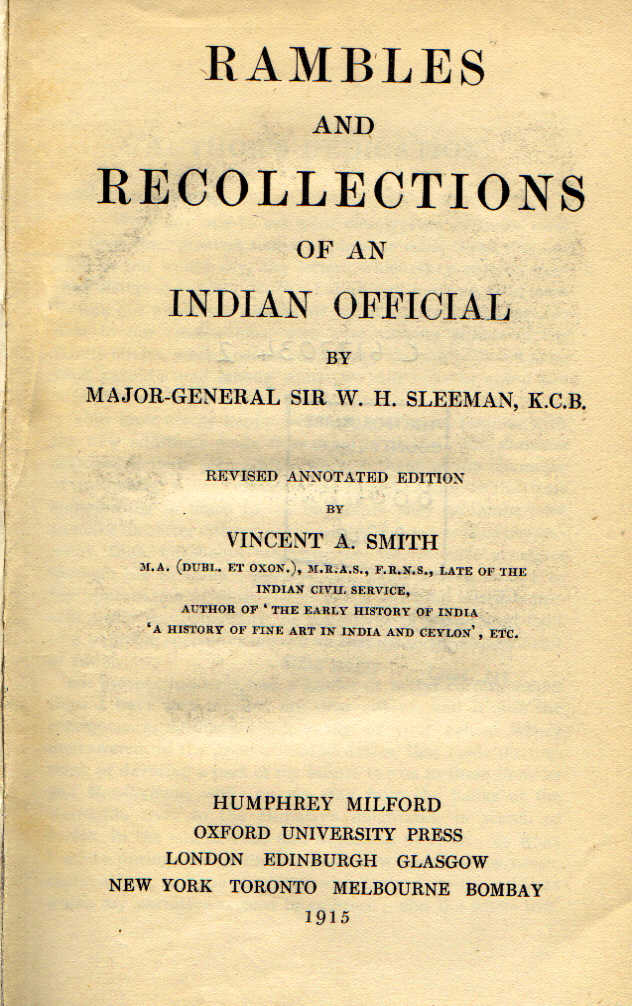 RAMBLES
AND
RECOLLECTIONS
OF AN
INDIAN OFFICIAL
BY
MAJOR-GENERAL SIR W. H. SLEEMAN, K.C.B.
REVISED ANNOTATED EDITION
BY
VINCENT A. SMITH
M.A. (DUBL. ET OXON.), M.R.A.S., F.R.N.S., LATE OF THE
INDIAN CIVIL SERVICE,
AUTHOR OF ‘THE EARLY HISTORY OF INDIA
‘A HISTORY OF FINE ART IN INDIA AND CEYLON’, ETC.
HUMPHREY MILFORD
OXFORD UNIVERSITY PRESS
LONDON EDINBURGH GLASGOW
NEW YORK TORONTO MELBOURNE BOMBAY
1915